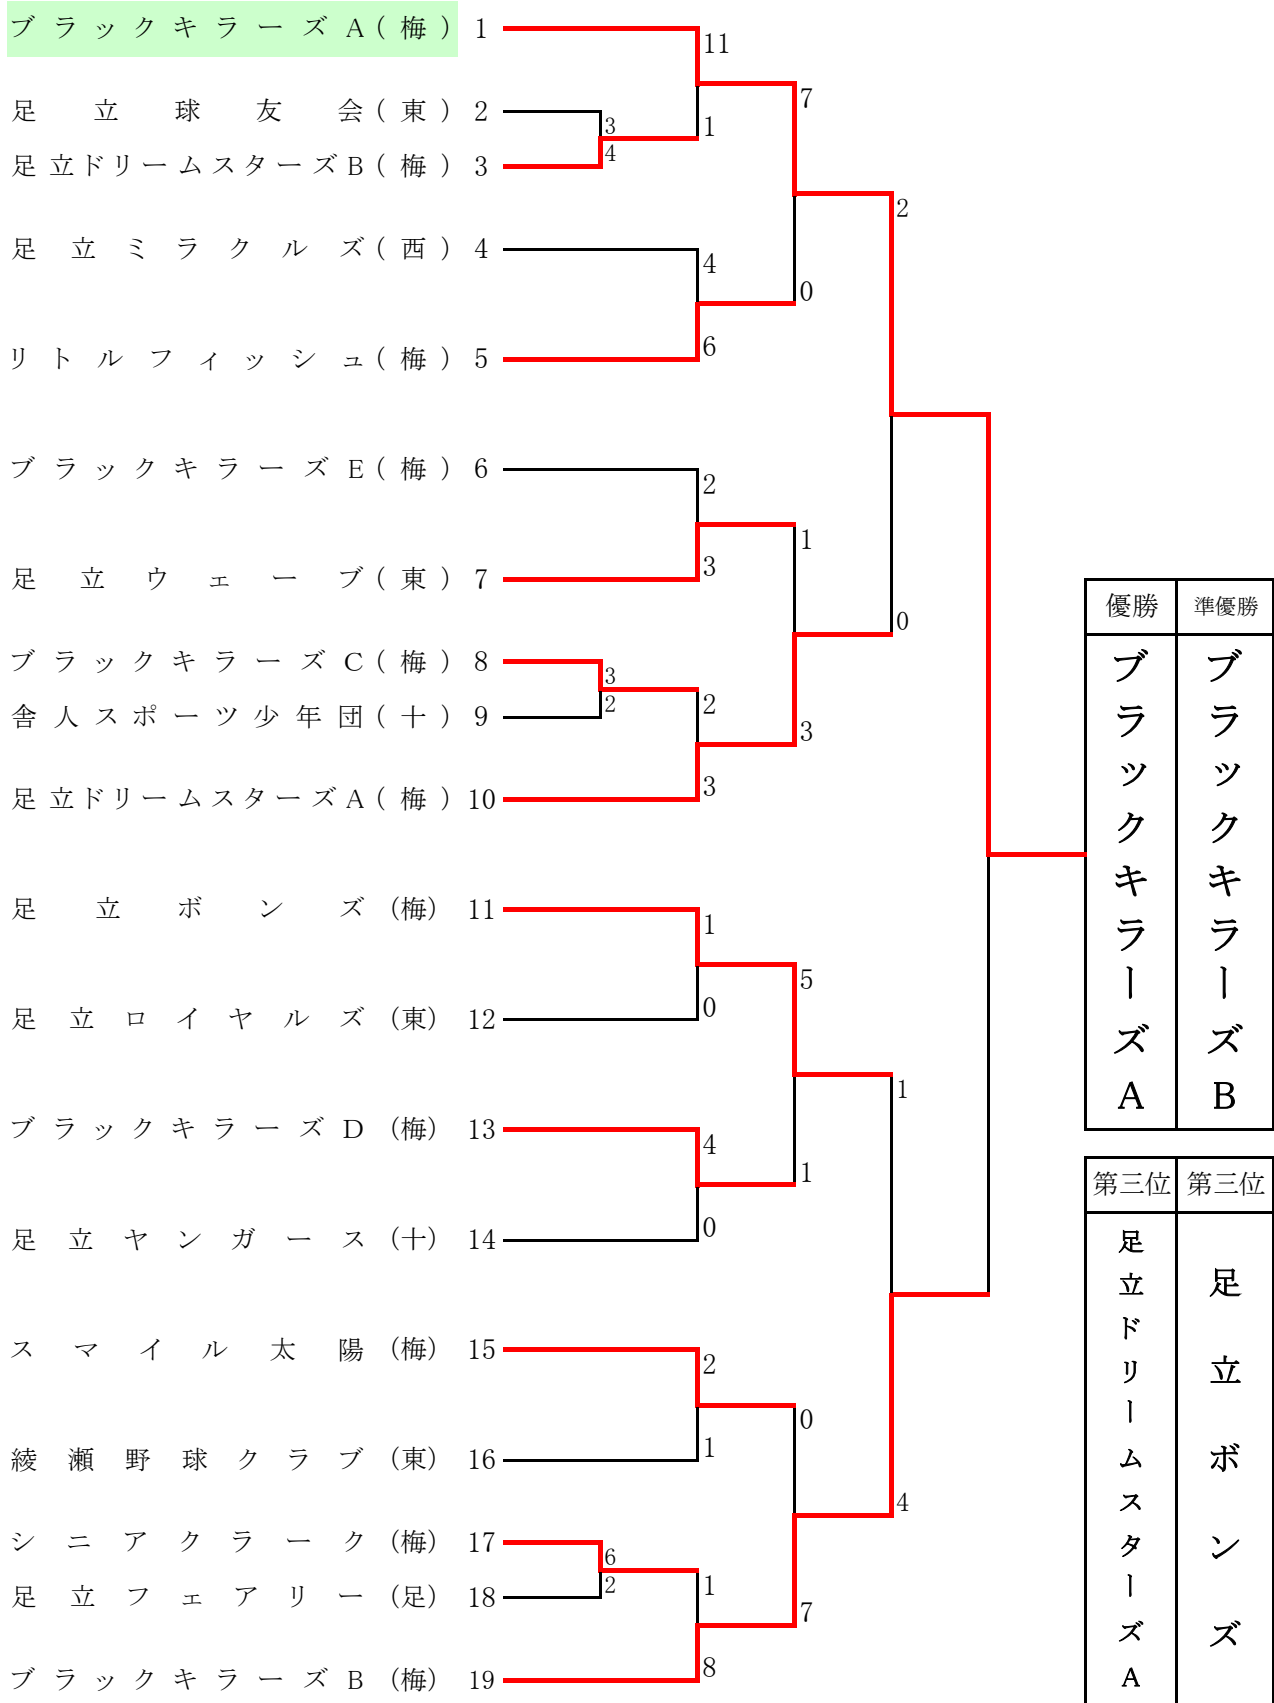 ブラックキラーズA(梅) 1
足立球友会(東) 2
足立ドリームスターズB(梅) 3
足立ミラクルズ(西) 4
リトルフィッシュ(梅) 5
ブラックキラーズE(梅) 6
足立ウェーブ(東) 7
ブラックキラーズC(梅) 8
舎人スポーツ少年団(十) 9
足立ドリームスターズA(梅) 10
足立ボンズ(梅) 11
足立ロイヤルズ(東) 12
ブラックキラーズD(梅) 13
足立ヤンガース(十) 14
スマイル太陽(梅) 15
綾瀬野球クラブ(東) 16
シニアクラーク(梅) 17
足立フェアリー(足) 18
ブラックキラーズB(梅) 19
3
4
3
2
6
2
11
1
4
6
2
3
2
3
1
0
4
0
2
1
1
8
7
0
1
3
5
1
0
7
2
0
1
4
優勝
ブラックキラーズA
準優勝
ブラックキラーズB
第三位
足立ドリームスターズA
第三位
足立ボンズ